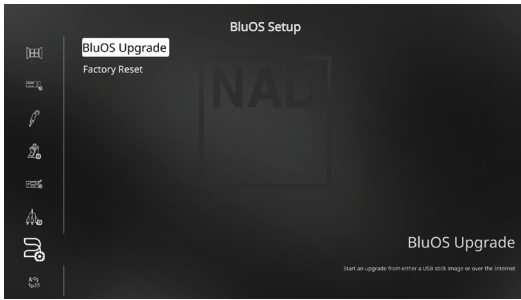 BluOS Setup
BluOS Upgrade
Factory Reset
NAD
BluOS Upgrade
Start an upgrade from either a USB stick image or over the Internet